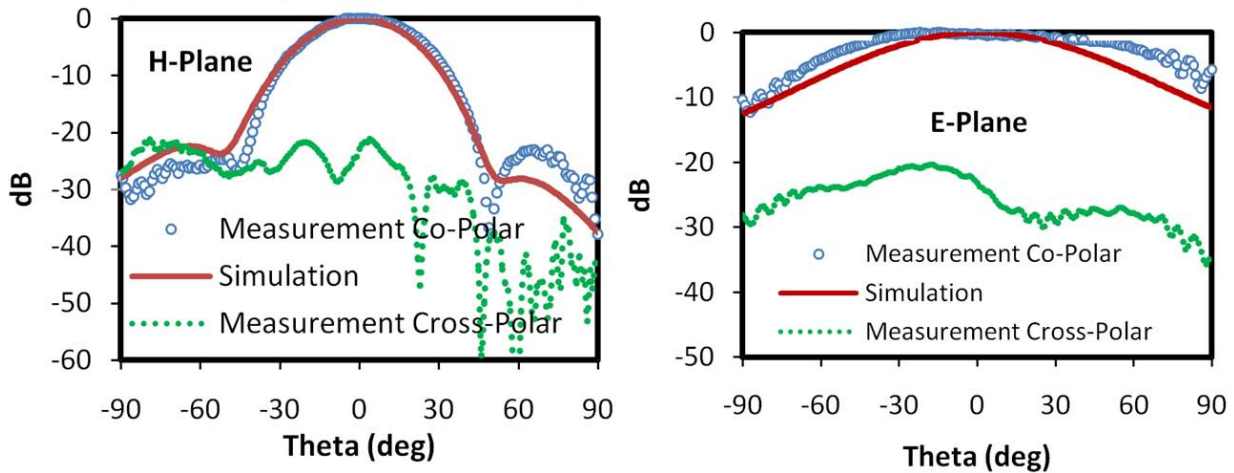 0
-10
-20
-30
-40
-50
-60
dB
H-Plane
Measurement Co-Polar
Simulation
Measurement Cross-Polar
-90 -60 -30 0 30 60 90
Theta (deg)
0
-10
-20
-30
-40
-50
dB
E-Plane
Measurement Co-Polar
Simulation
Measurement Cross-Polar
-90 -60 -30 0 30 60 90
Theta (deg)